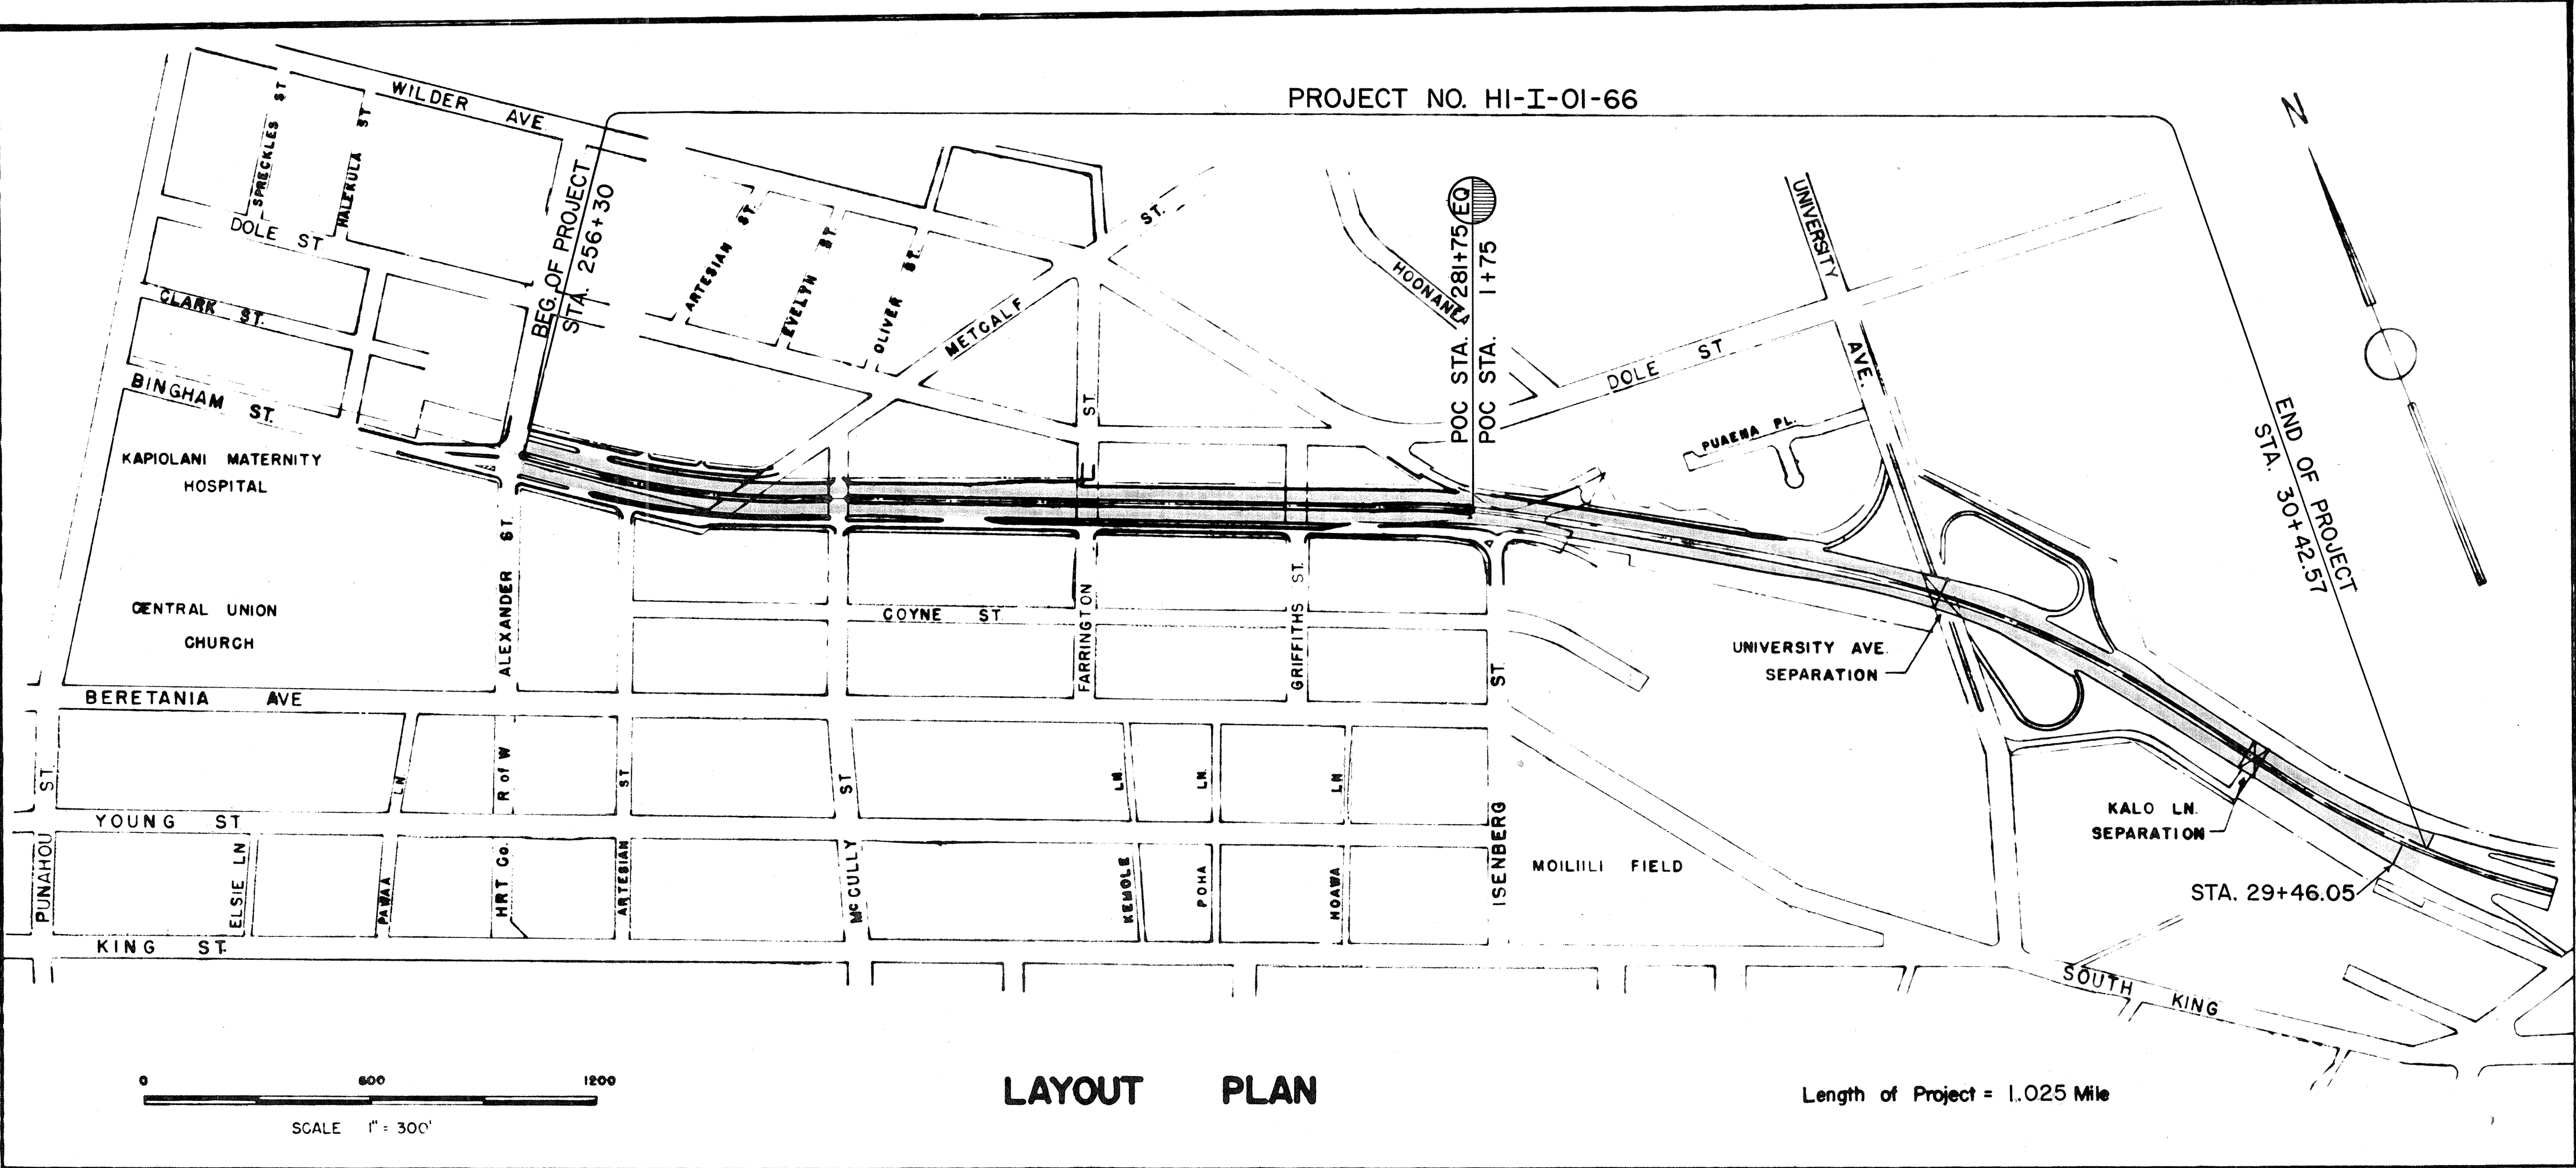 PROJECT NO. HI-I-01-66
WILDER AVE.
SPRECKLES ST
HALEKULA ST
DOLE ST
CLARK ST.
BINGHAM ST.
KAPIOLANI MATERNITY
HOSPITAL
CENTRAL UNION
CHURCH
BEG. OF PROJECT
STA. 256+30
ARTESIAN ST.
EVELYN ST.
OLIVER ST.
METCALF ST.
ST.
HOONANEA
POC STA. 281+75 EQ
POC STA. 1+75
UNIVERSITY AVE.
DOLE ST
PUAENA PL.
N
END OF PROJECT
STA. 30+42.57
ALEXANDER ST.
COYNE ST
FARRINGTON
GRIFFITHS ST.
ST.
UNIVERSITY AVE.
SEPARATION
BERETANIA AVE
ST.
LN
R of W
ST
ST
LN.
LN.
LN
YOUNG ST
PUNAHOU
ELSIE LN
PAWAA
HRT Co.
ARTESIAN
McCULLY
KEMOLE
POHA
HOAWA
ISENBERG
MOILIILI FIELD
KALO LN.
SEPARATION
STA. 29+46.05
KING ST.
SOUTH KING
0 600 1200
SCALE 1" = 300'
LAYOUT PLAN
Length of Project = 1.025 Mile